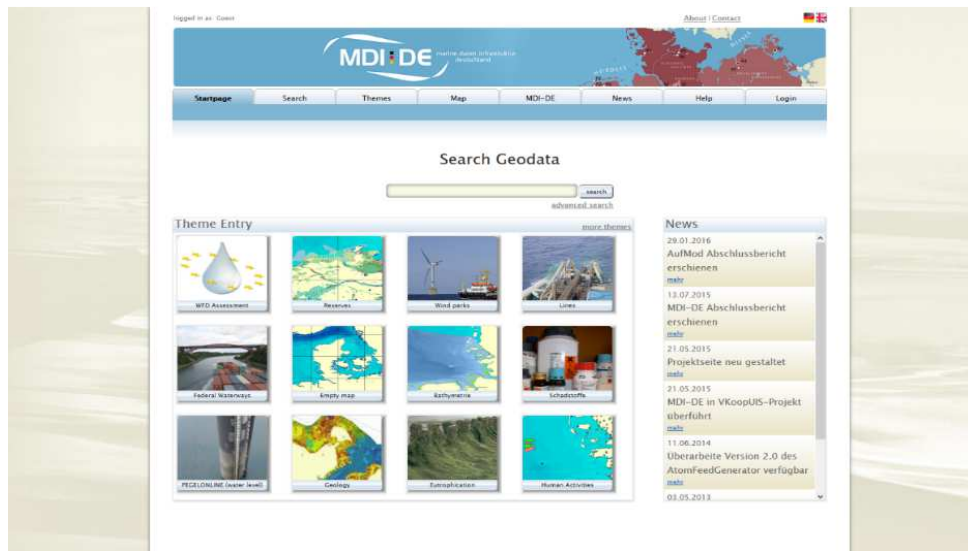 logged in as Guest
About | Contact
MDI DE marine daten infrastruktur
deutschland
Startpage Search Themes Map MDI-DE News Help Login
Search Geodata
search
advanced search
Theme Entry more themes
WFD Assessment Reserves Wind parks Lines
Federal Waterways Empty map Bathymetrie Schadstoffe
PEGELONLINE (water level) Geology Eutrophication Human Activities
News
29.01.2016
AufMod Abschlussbericht
erschienen
mehr
13.07.2015
MDI-DE Abschlussbericht
erschienen
mehr
21.05.2015
Projektseite neu gestaltet
mehr
21.05.2015
MDI-DE in VKoopUIS-Projekt
überführt
mehr
11.06.2014
Überarbeite Version 2.0 des
AtomFeedGenerator verfügbar
mehr
03.05.2013